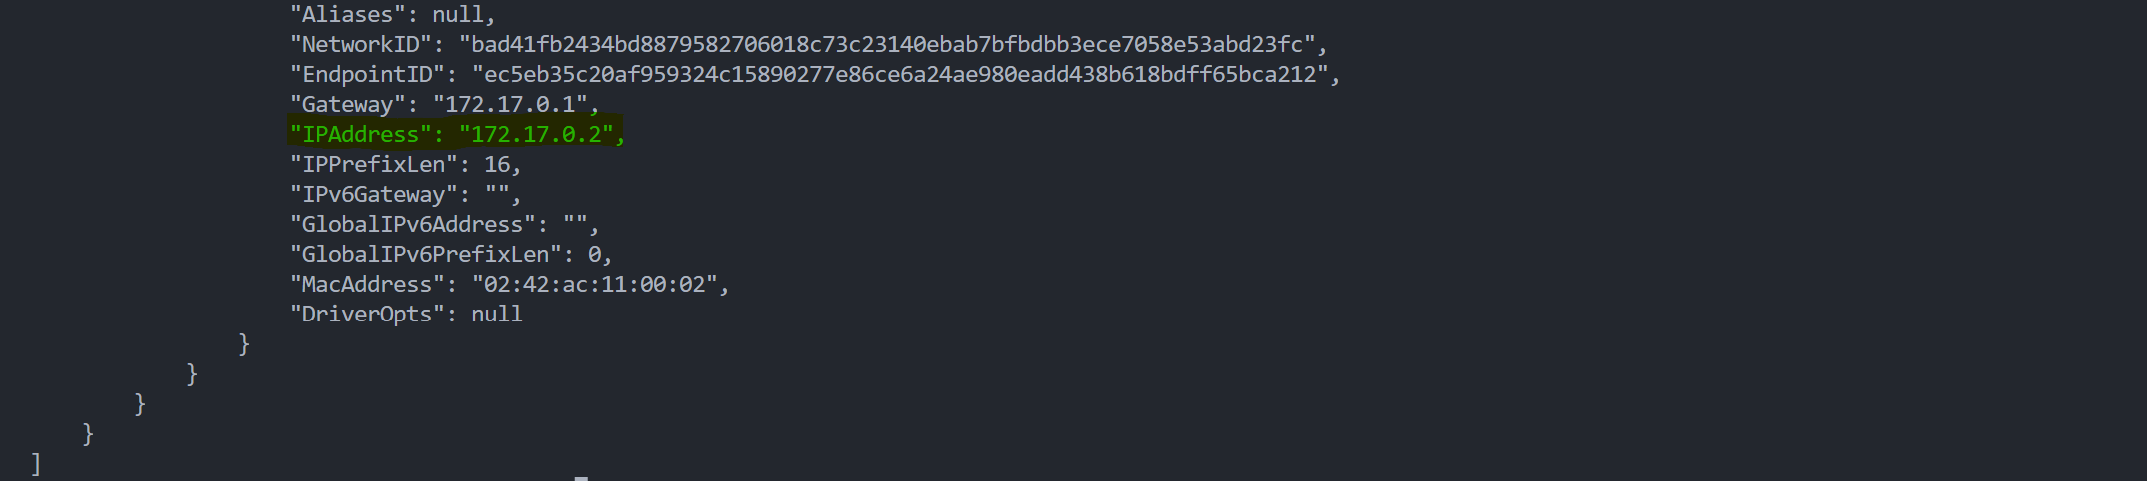 "Aliases": null,
"NetworkID": "bad41fb2434bd8879582706018c73c23140ebab7bfbdbb3ece7058e53abd23fc",
"EndpointID": "ec5eb35c20af959324c15890277e86ce6a24ae980eadd438b618bdff65bca212",
"Gateway": "172.17.0.1",
"IPAddress": "172.17.0.2",
"IPPrefixLen": 16,
"IPv6Gateway": "",
"GlobalIPv6Address": "",
"GlobalIPv6PrefixLen": 0,
"MacAddress": "02:42:ac:11:00:02",
"DriverOpts": null
}
}
}
}
]